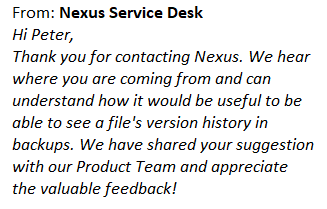 From: Nexus Service Desk
Hi Peter,
Thank you for contacting Nexus. We hear
where you are coming from and can
understand how it would be useful to be
able to see a file's version history in
backups. We have shared your suggestion
with our Product Team and appreciate
the valuable feedback!